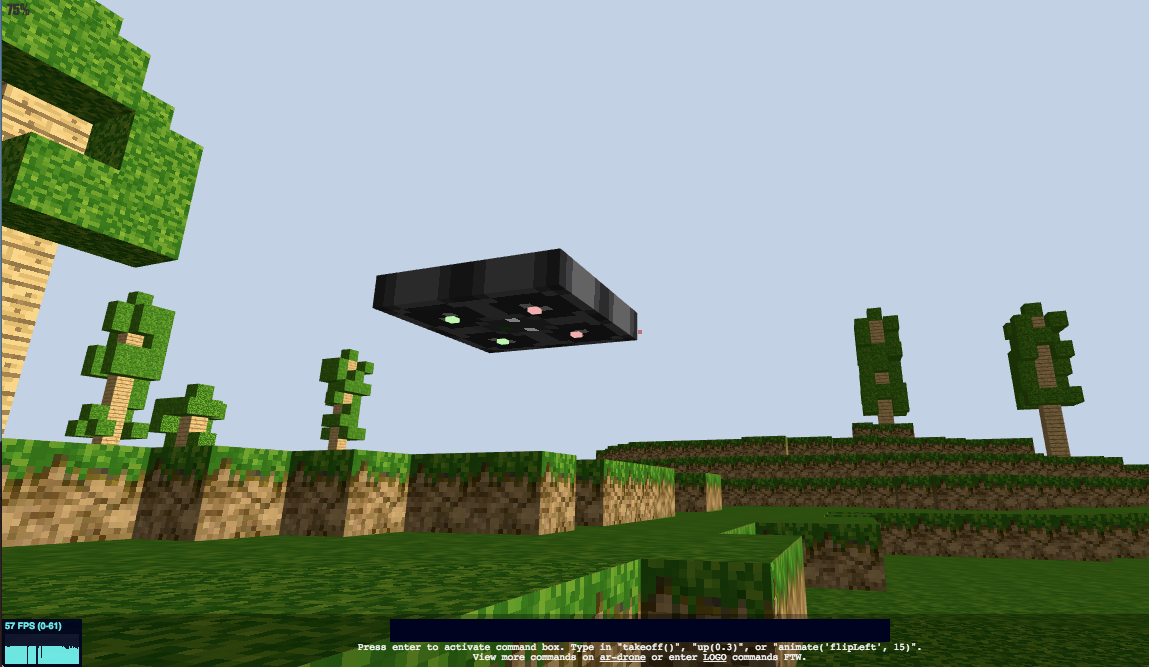 75%
57 FPS (0-61)
Press enter to activate command box. Type in "takeoff()", "up(0.3)", or "animate('flipLeft', 15)".
View more commands on ar-drone or enter LOGO commands FTW.